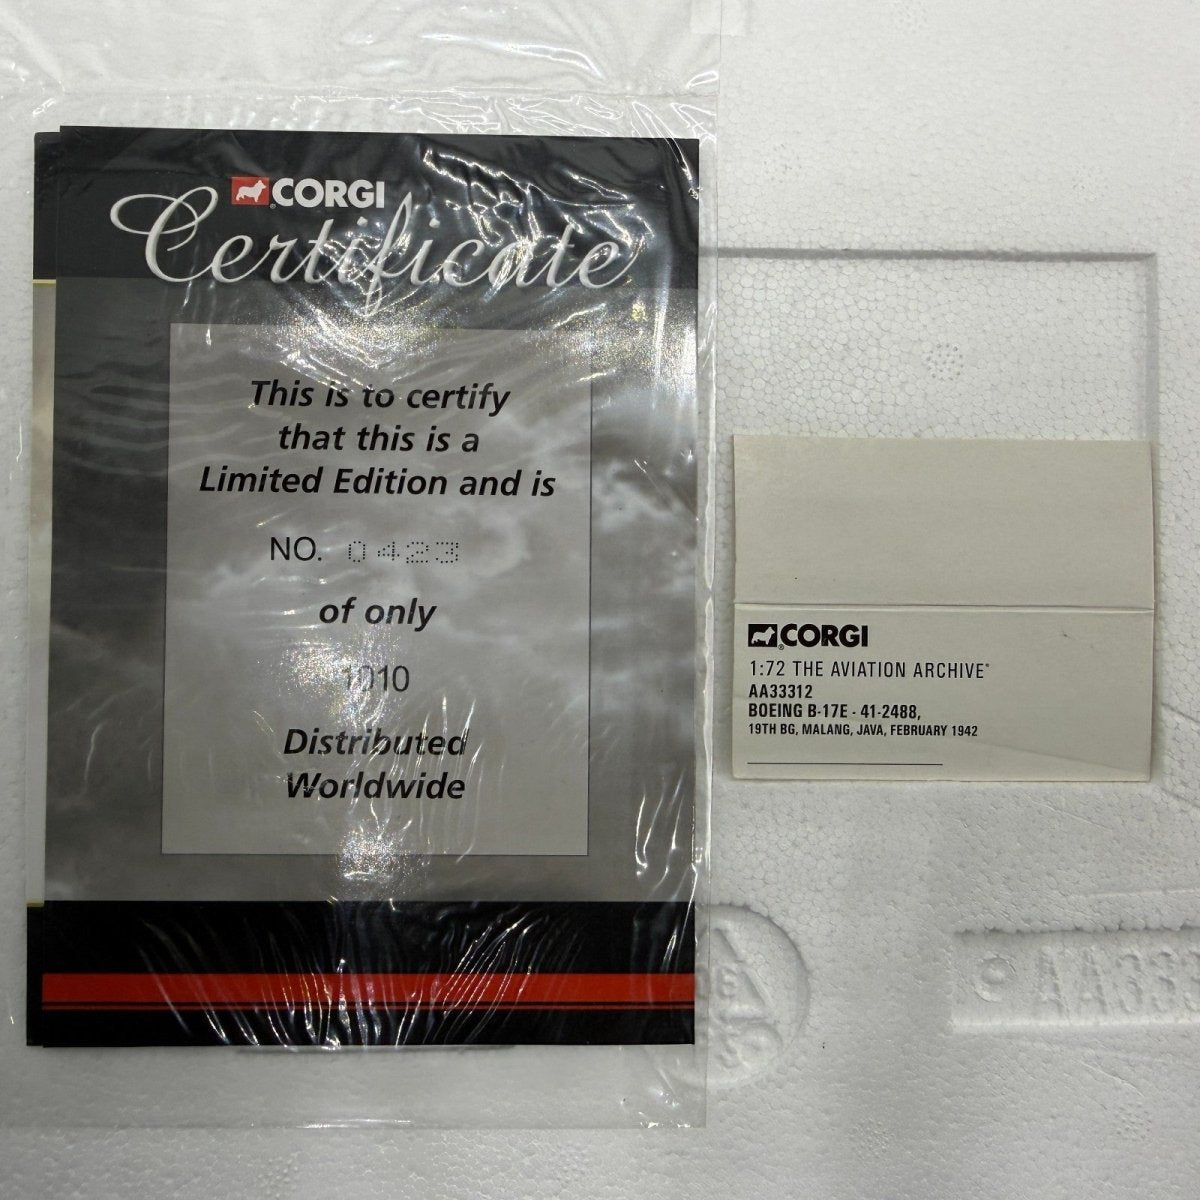 CORGI
Certificate
This is to certify
that this is a
Limited Edition and is
NO. 0423
of only
1010
Distributed
Worldwide
CORGI
1:72 THE AVIATION ARCHIVE®
AA33312
BOEING B-17E - 41-2488,
19TH BG, MALANG, JAVA, FEBRUARY 1942